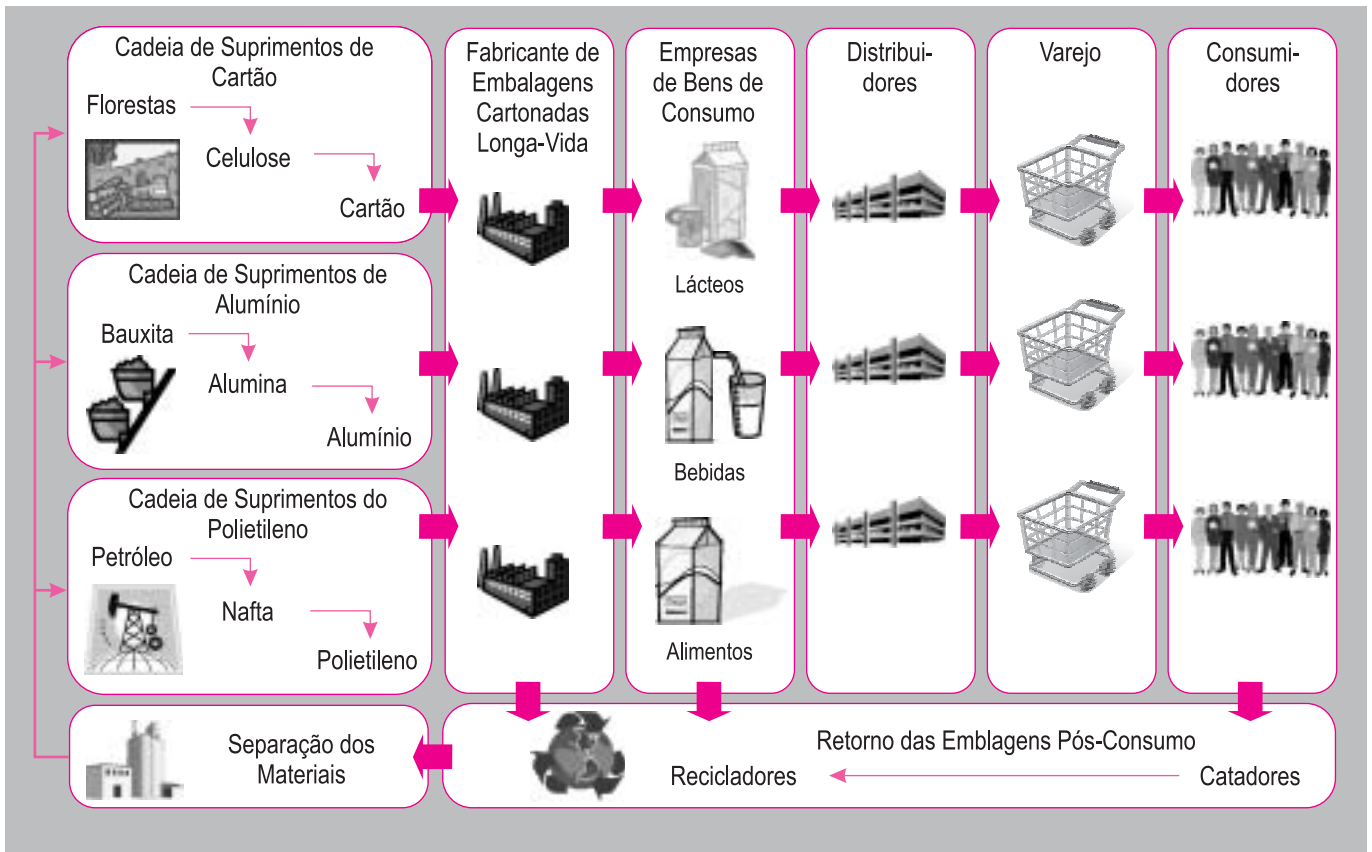 Cadeia de Suprimentos de
Cartão
Florestas
Celulose
Cartão
Cadeia de Suprimentos de
Alumínio
Bauxita
Alumina
Alumínio
Cadeia de Suprimentos do
Polietileno
Petróleo
Nafta
Polietileno
Fabricante de
Embalagens
Cartonadas
Longa-Vida
Empresas
de Bens de
Consumo
Lácteos
Bebidas
Alimentos
Distribui-
dores
Varejo
Consumi-
dores
Separação dos
Materiais
Retorno das Emblagens Pós-Consumo
Recicladores
Catadores